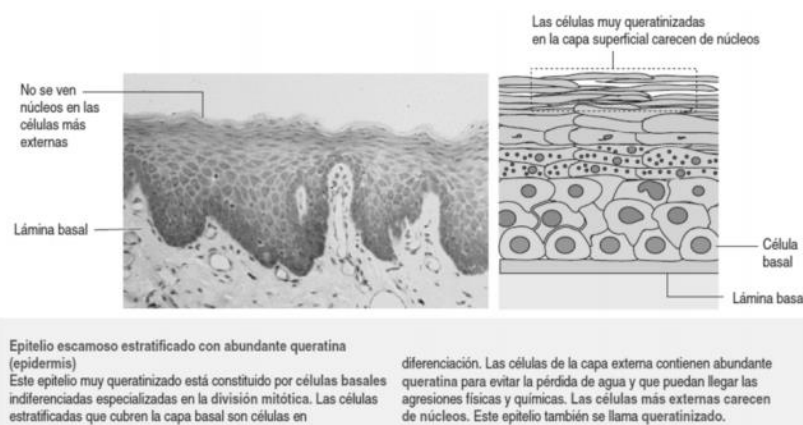 Las células muy queratinizadas
en la capa superficial carecen de núcleos
No se ven
núcleos en las
células más
externas
Lámina basal
Célula
basal
Lámina basal
Epitelio escamoso estratificado con abundante queratina
(epidermis)
Este epitelio muy queratinizado está constituido por células basales
indiferenciadas especializadas en la división mitótica. Las células
estratificadas que cubren la capa basal son células en
diferenciación. Las células de la capa externa contienen abundante
queratina para evitar la pérdida de agua y que puedan llegar las
agresiones físicas y químicas. Las células más externas carecen
de núcleos. Este epitelio también se llama queratinizado.